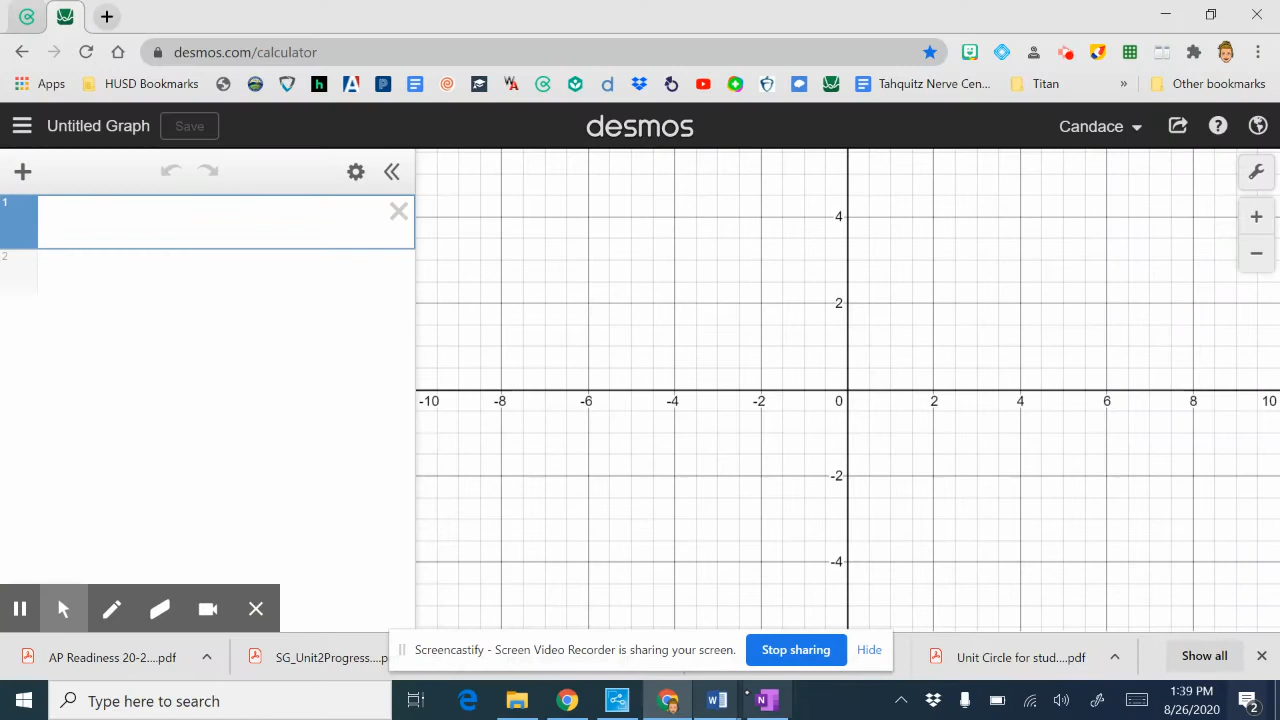 desmos.com/calculator
Apps
HUSD Bookmarks
Tahquitz Nerve Cen...
Titan
»
Other bookmarks
Untitled Graph
Save
desmos
Candace
1
2
4
2
-10
-8
-6
-4
-2
0
2
4
6
8
10
-2
-4
Screencastify - Screen Video Recorder is sharing your screen.
Stop sharing
Hide
AP Readiness 20-2....pdf
SG_Unit2Progress....p
Unit Circle for stud....pdf
Show all
Type here to search
1:39 PM
8/26/2020
2